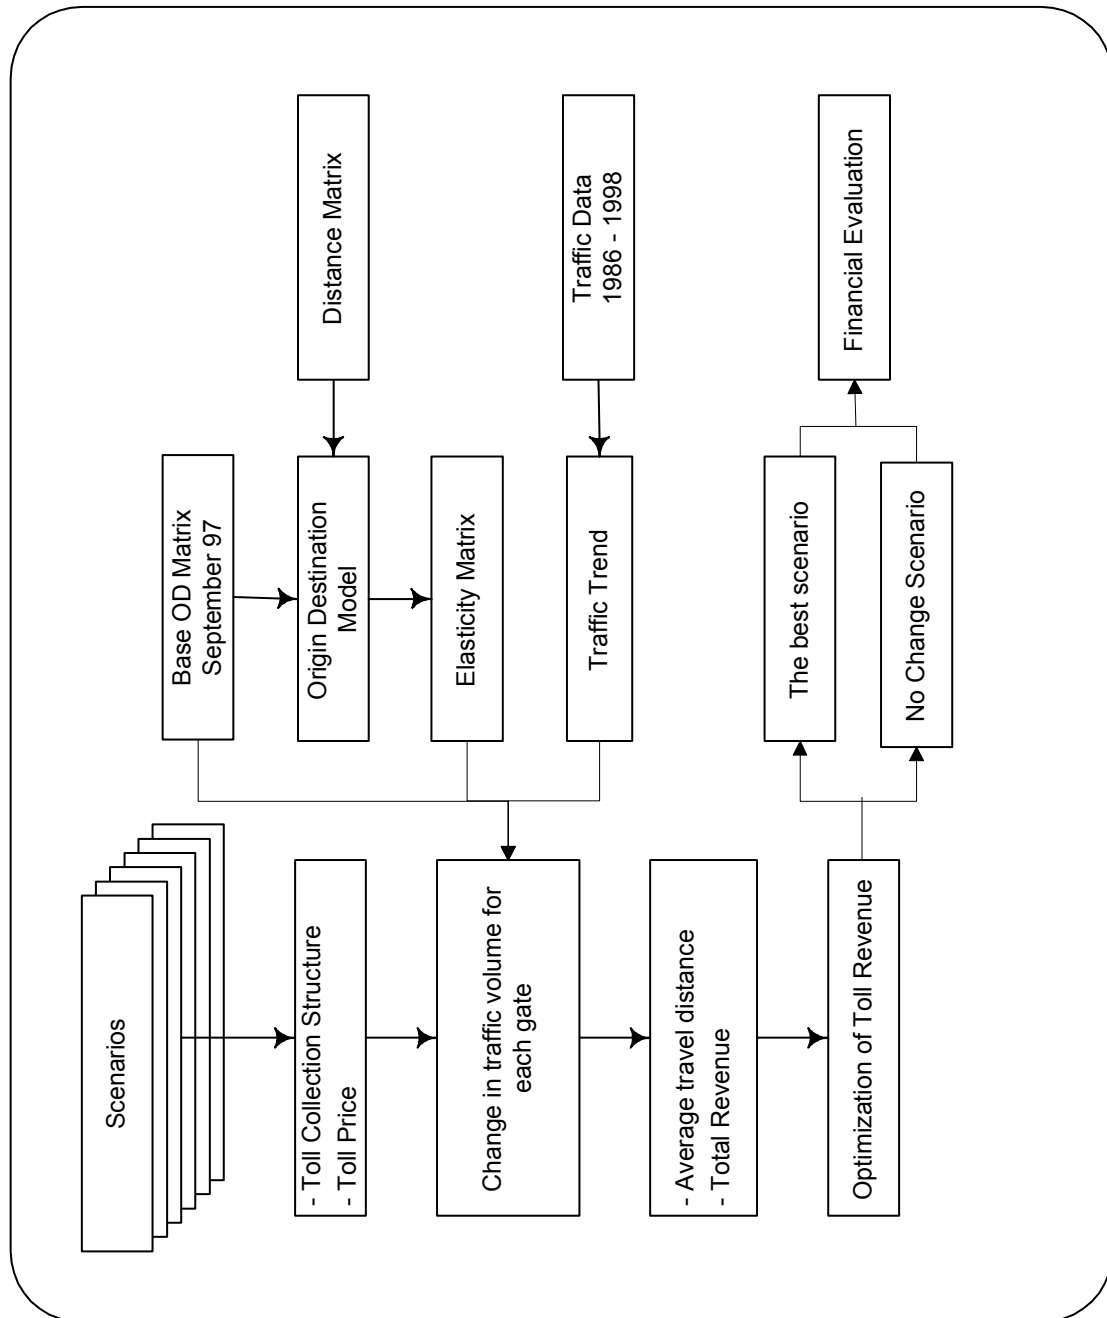 Scenarios
- Toll Collection Structure
- Toll Price
Change in traffic volume for
each gate
- Average travel distance
- Total Revenue
Optimization of Toll Revenue
Base OD Matrix
September 97
Origin Destination
Model
Elasticity Matrix
Traffic Trend
The best scenario
No Change Scenario
Distance Matrix
Traffic Data
1986 - 1998
Financial Evaluation